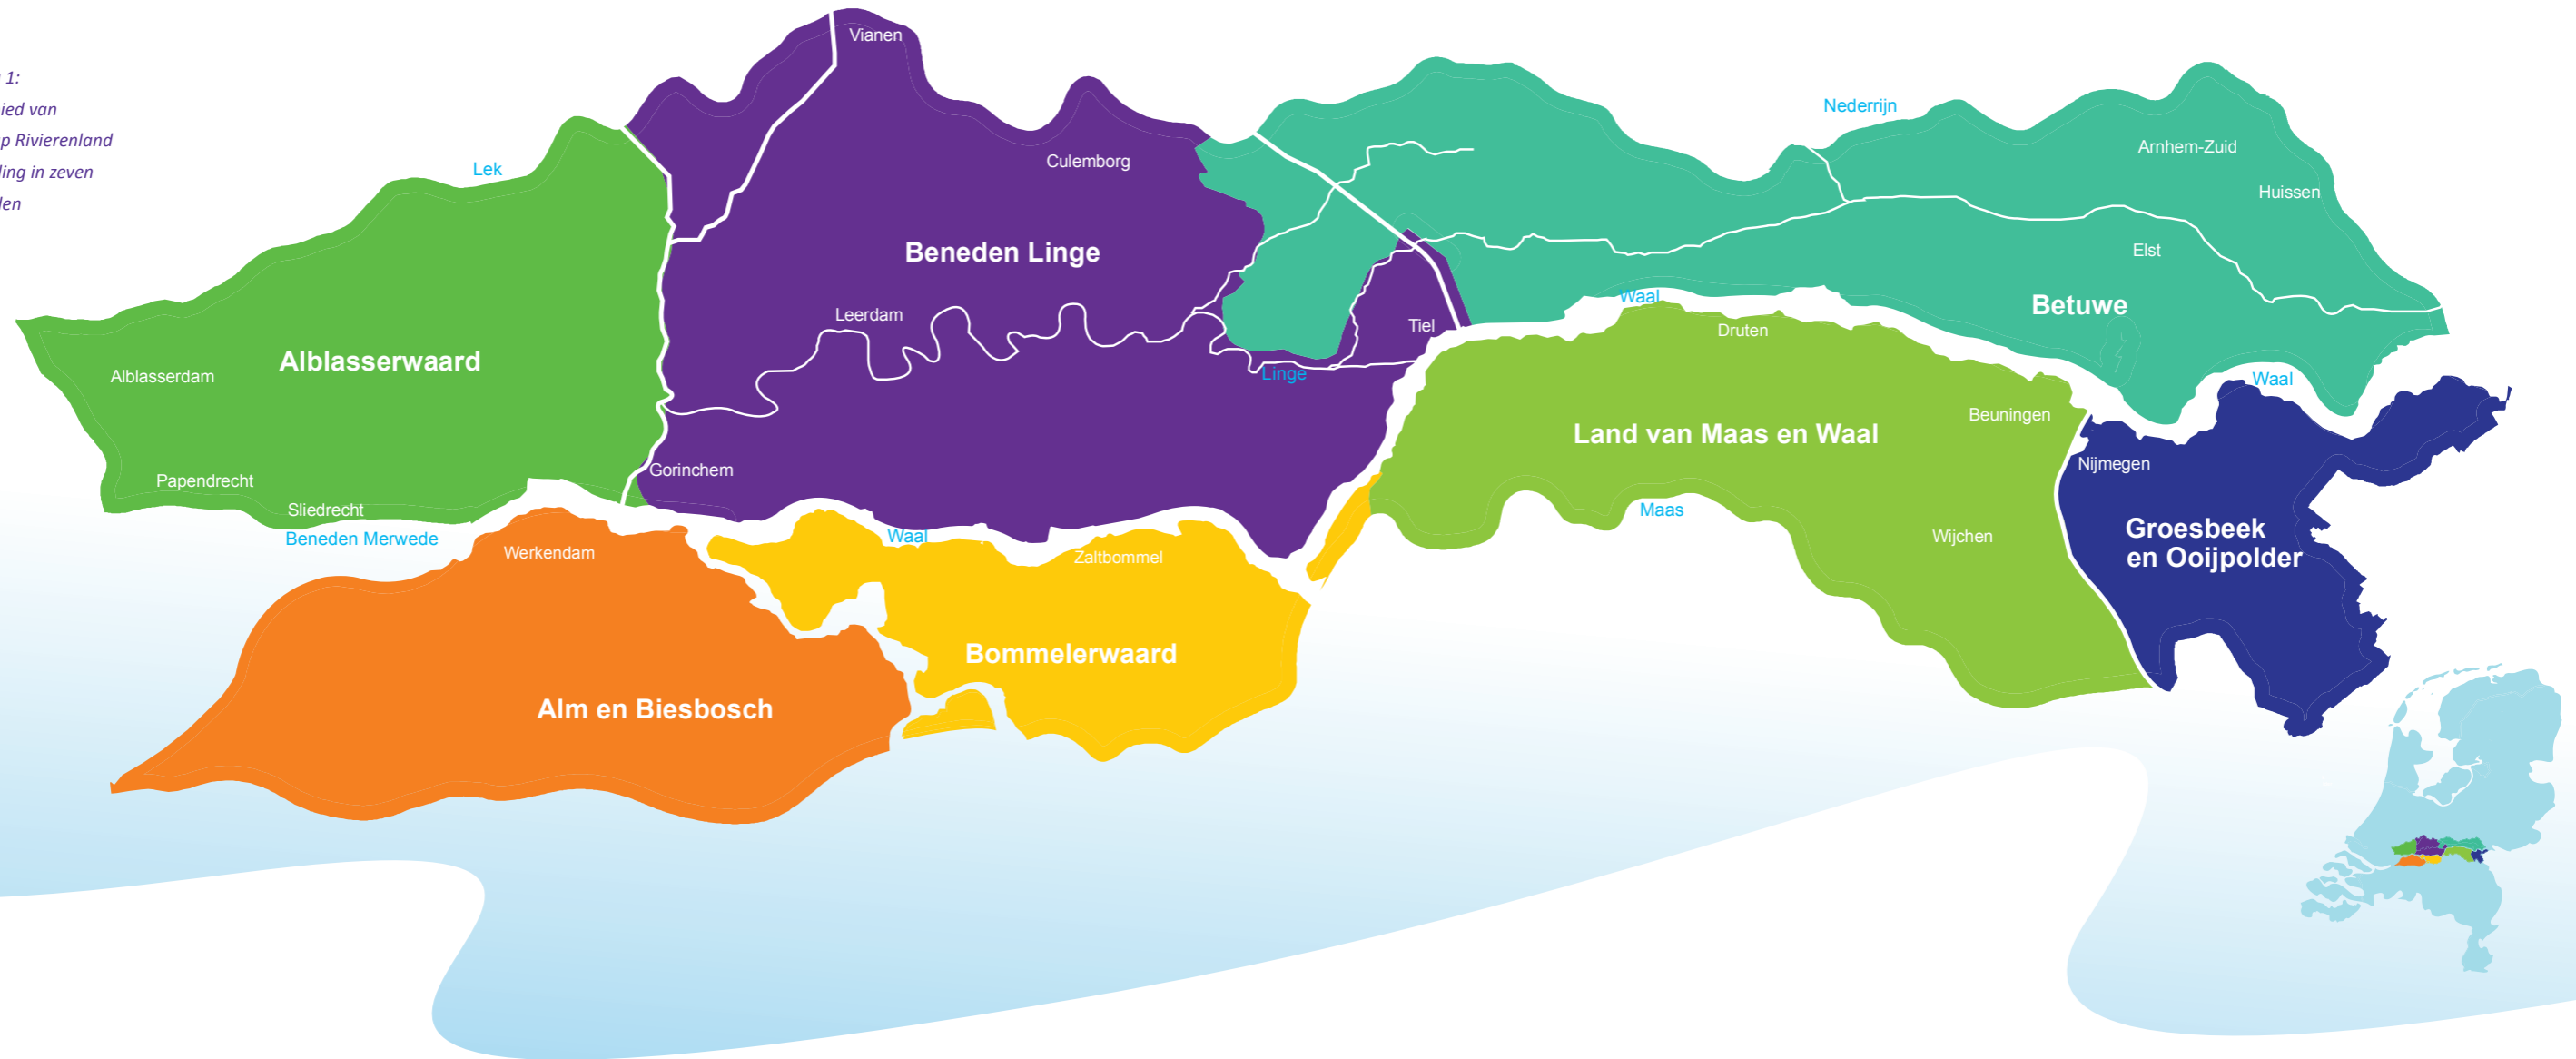 1:
ied van
p Rivierenland
ling in zeven
den
Vianen
Nederrijn
Arnhem-Zuid
Culemborg
Lek
Huissen
Beneden Linge
Elst
Waal
Betuwe
Leerdam
Tiel
Druten
Alblasserwaard
Alblasserdam
Linge
Waal
Beuningen
Land van Maas en Waal
Nijmegen
Gorinchem
Papendrecht
Sliedrecht
Maas
Beneden Merwede
Waal
Wijchen
Groesbeek
en Ooijpolder
Werkendam
Zaltbommel
Bommelerwaard
Alm en Biesbosch